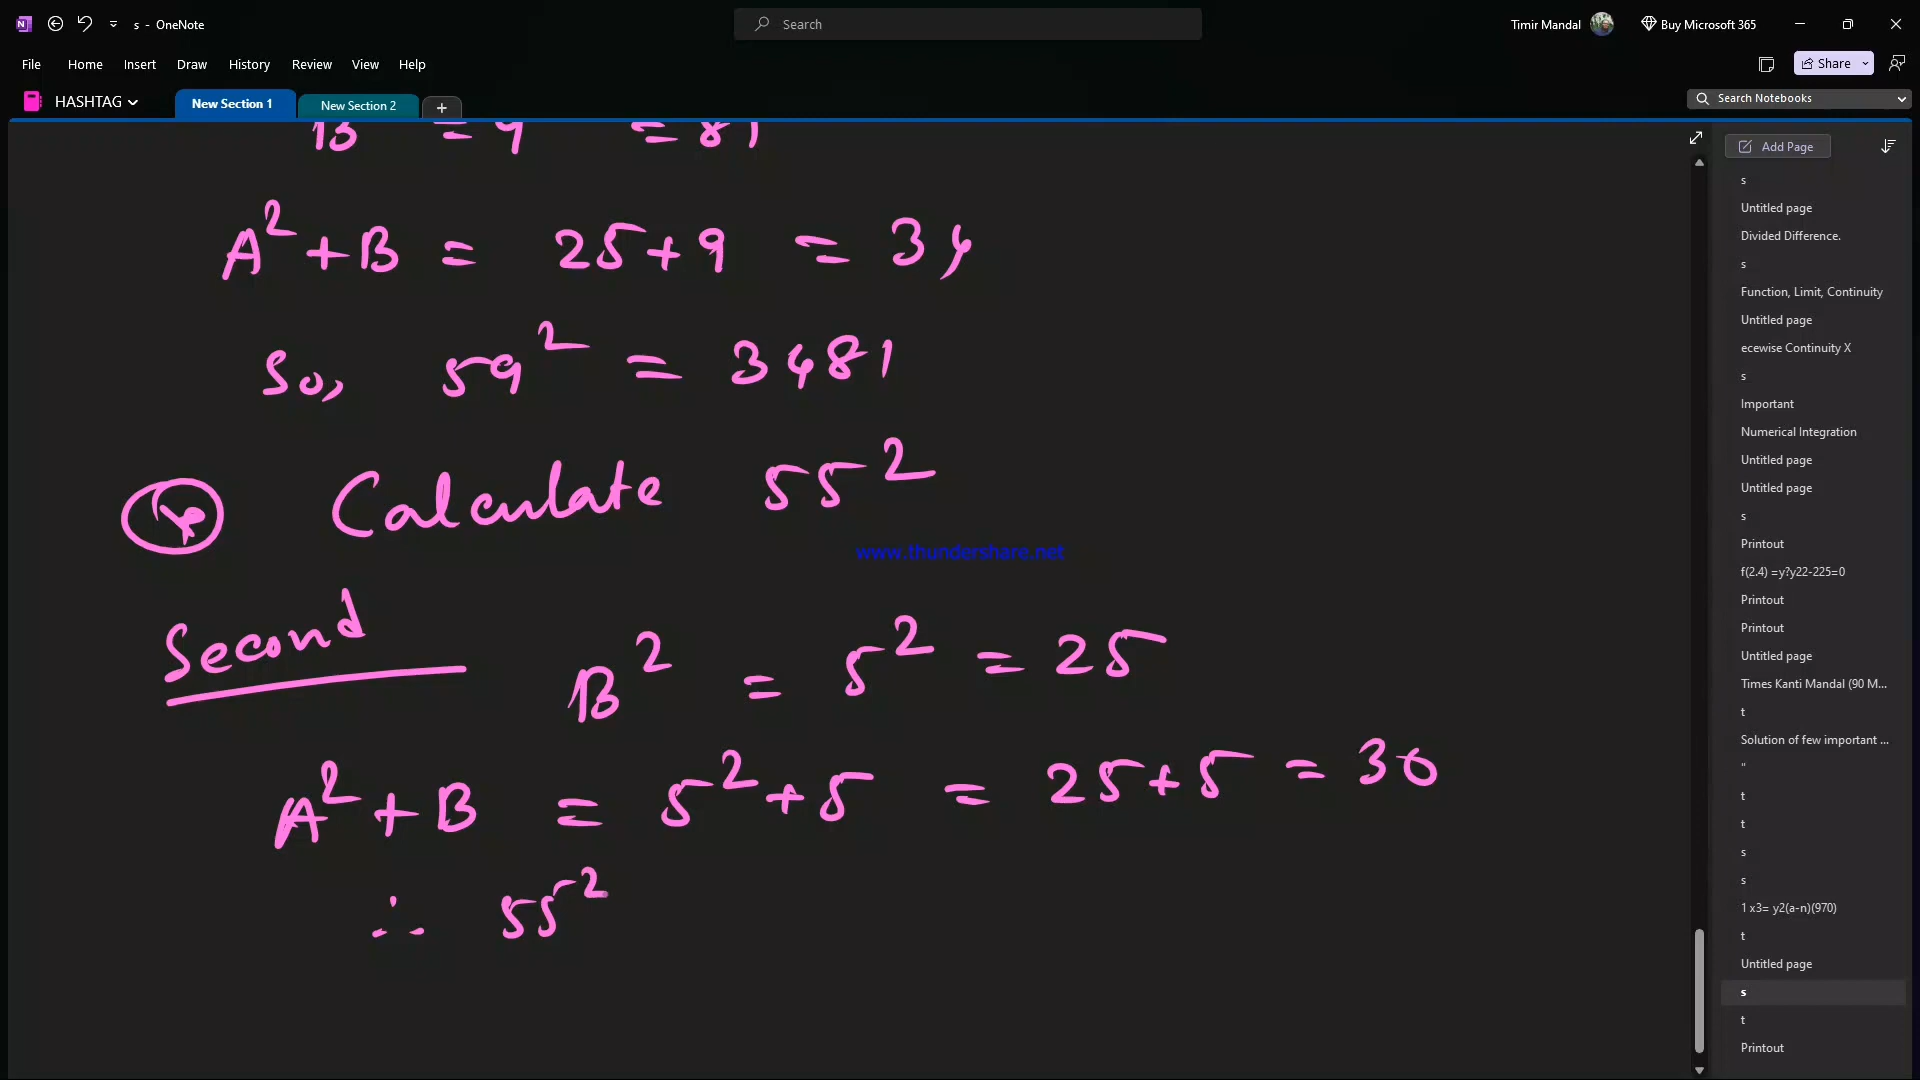 s - OneNote
Search
Timir Mandal
Buy Microsoft 365
File Home Insert Draw History Review View Help
Share
HASHTAG
New Section 1
New Section 2
+
Search Notebooks
Add Page
B² = 9² = 81
A² + B = 25 + 9 = 34
So, 59² = 3481
Calculate 55²
www.thundershare.net
Second
B² = 5² = 25
A² + B = 5² + 5 = 25 + 5 = 30
∴ 55²
s
Untitled page
Divided Difference.
s
Function, Limit, Continuity
Untitled page
ecewise Continuity X
s
Important
Numerical Integration
Untitled page
Untitled page
s
Printout
f(2.4) =y?y22-225=0
Printout
Printout
Untitled page
Times Kanti Mandal (90 M...
t
Solution of few important ...
"
t
t
s
s
1 x3= y2(a-n)(970)
t
Untitled page
s
t
Printout